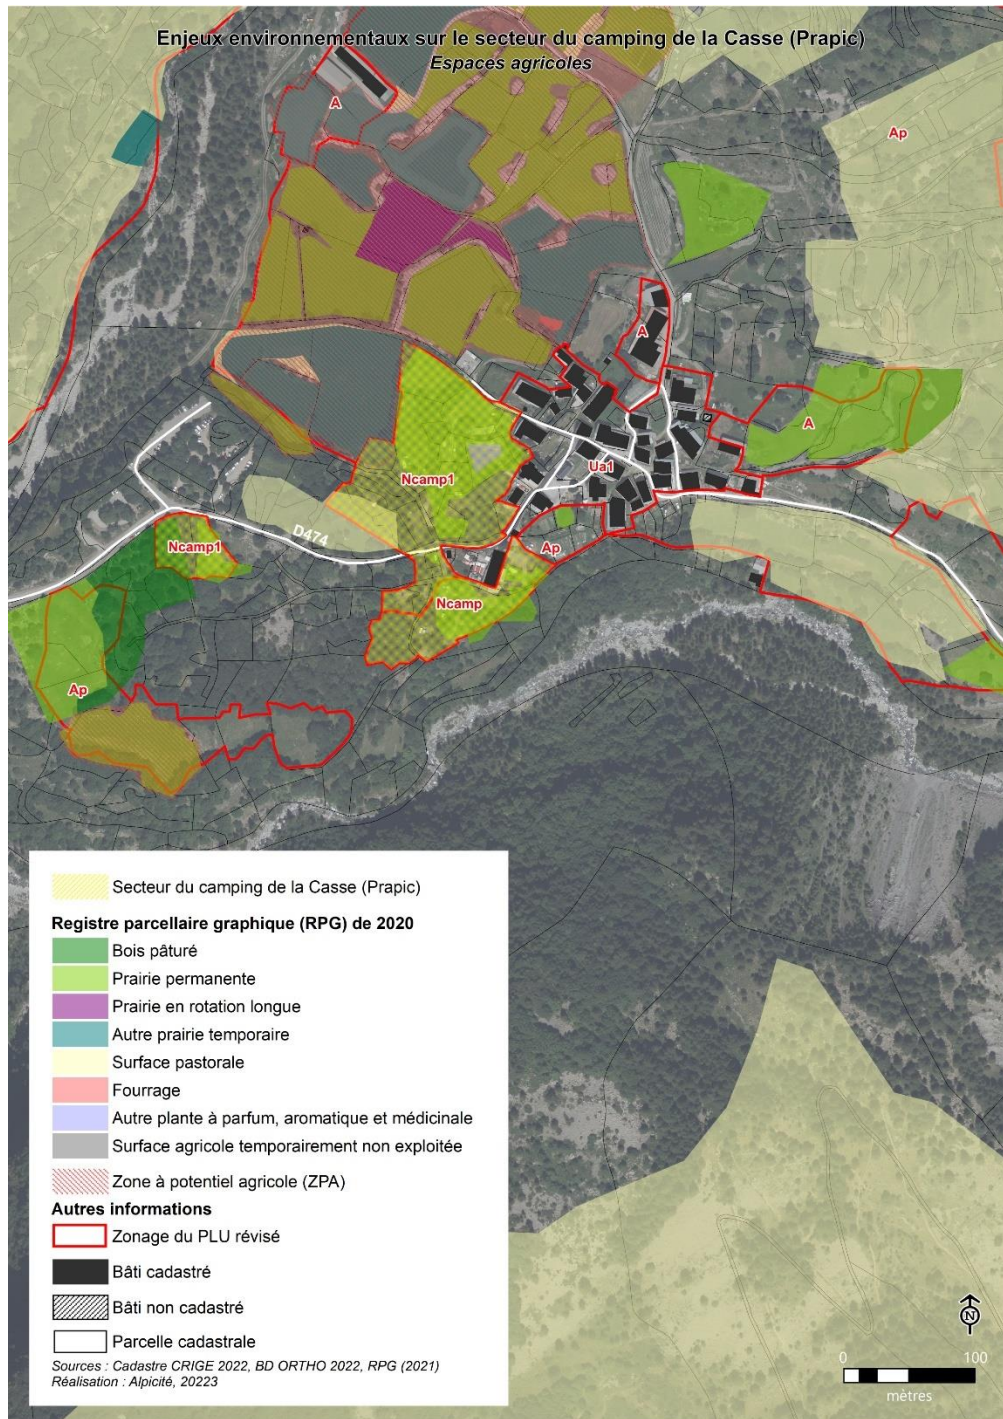 Enjeux environnementaux sur le secteur du camping de la Casse (Prapic)
Espaces agricoles
A
Ap
A
A
Ua1
Ncamp1
D474
Ncamp1
Ap
Ncamp
Ap
Secteur du camping de la Casse (Prapic)
Registre parcellaire graphique (RPG) de 2020
Bois pâturé
Prairie permanente
Prairie en rotation longue
Autre prairie temporaire
Surface pastorale
Fourrage
Autre plante à parfum, aromatique et médicinale
Surface agricole temporairement non exploitée
Zone à potentiel agricole (ZPA)
Autres informations
Zonage du PLU révisé
Bâti cadastré
Bâti non cadastré
Parcelle cadastrale
Sources : Cadastre CRIGE 2022, BD ORTHO 2022, RPG (2021)
Réalisation : Alpicité, 20223
N
0 100
mètres